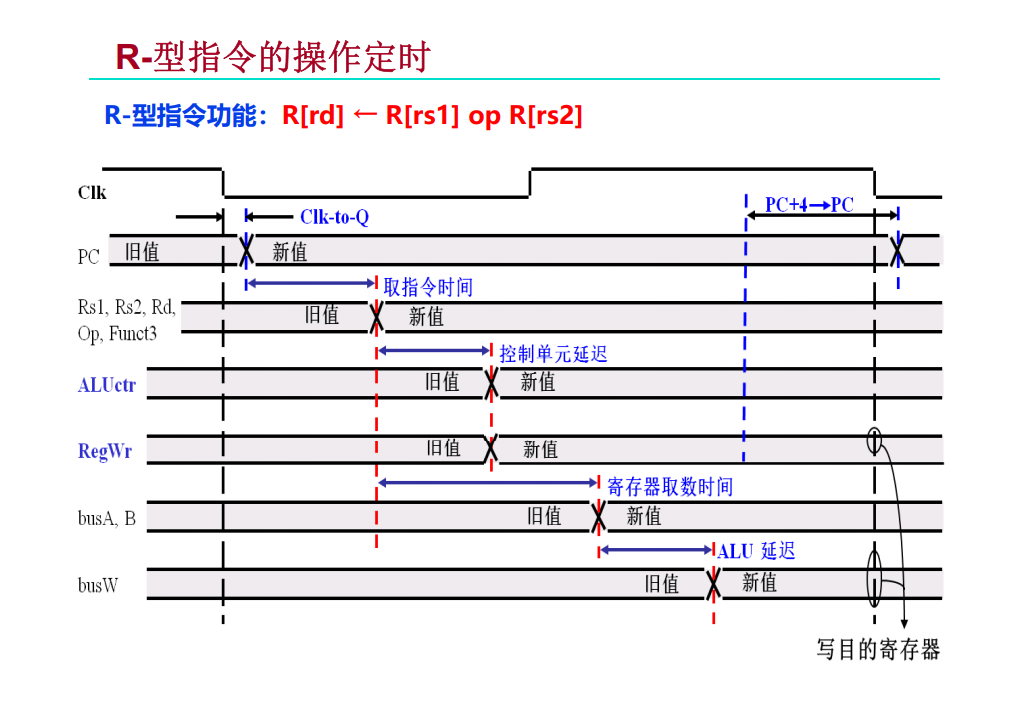 R-型指令的操作定时
R-型指令功能：R[rd] ← R[rs1] op R[rs2]
Clk
Clk-to-Q
PC+4→PC
PC
旧值
新值
取指令时间
Rs1, Rs2, Rd,
Op, Funct3
旧值
新值
控制单元延迟
ALUctr
旧值
新值
RegWr
旧值
新值
寄存器取数时间
busA, B
旧值
新值
ALU 延迟
busW
旧值
新值
写目的寄存器